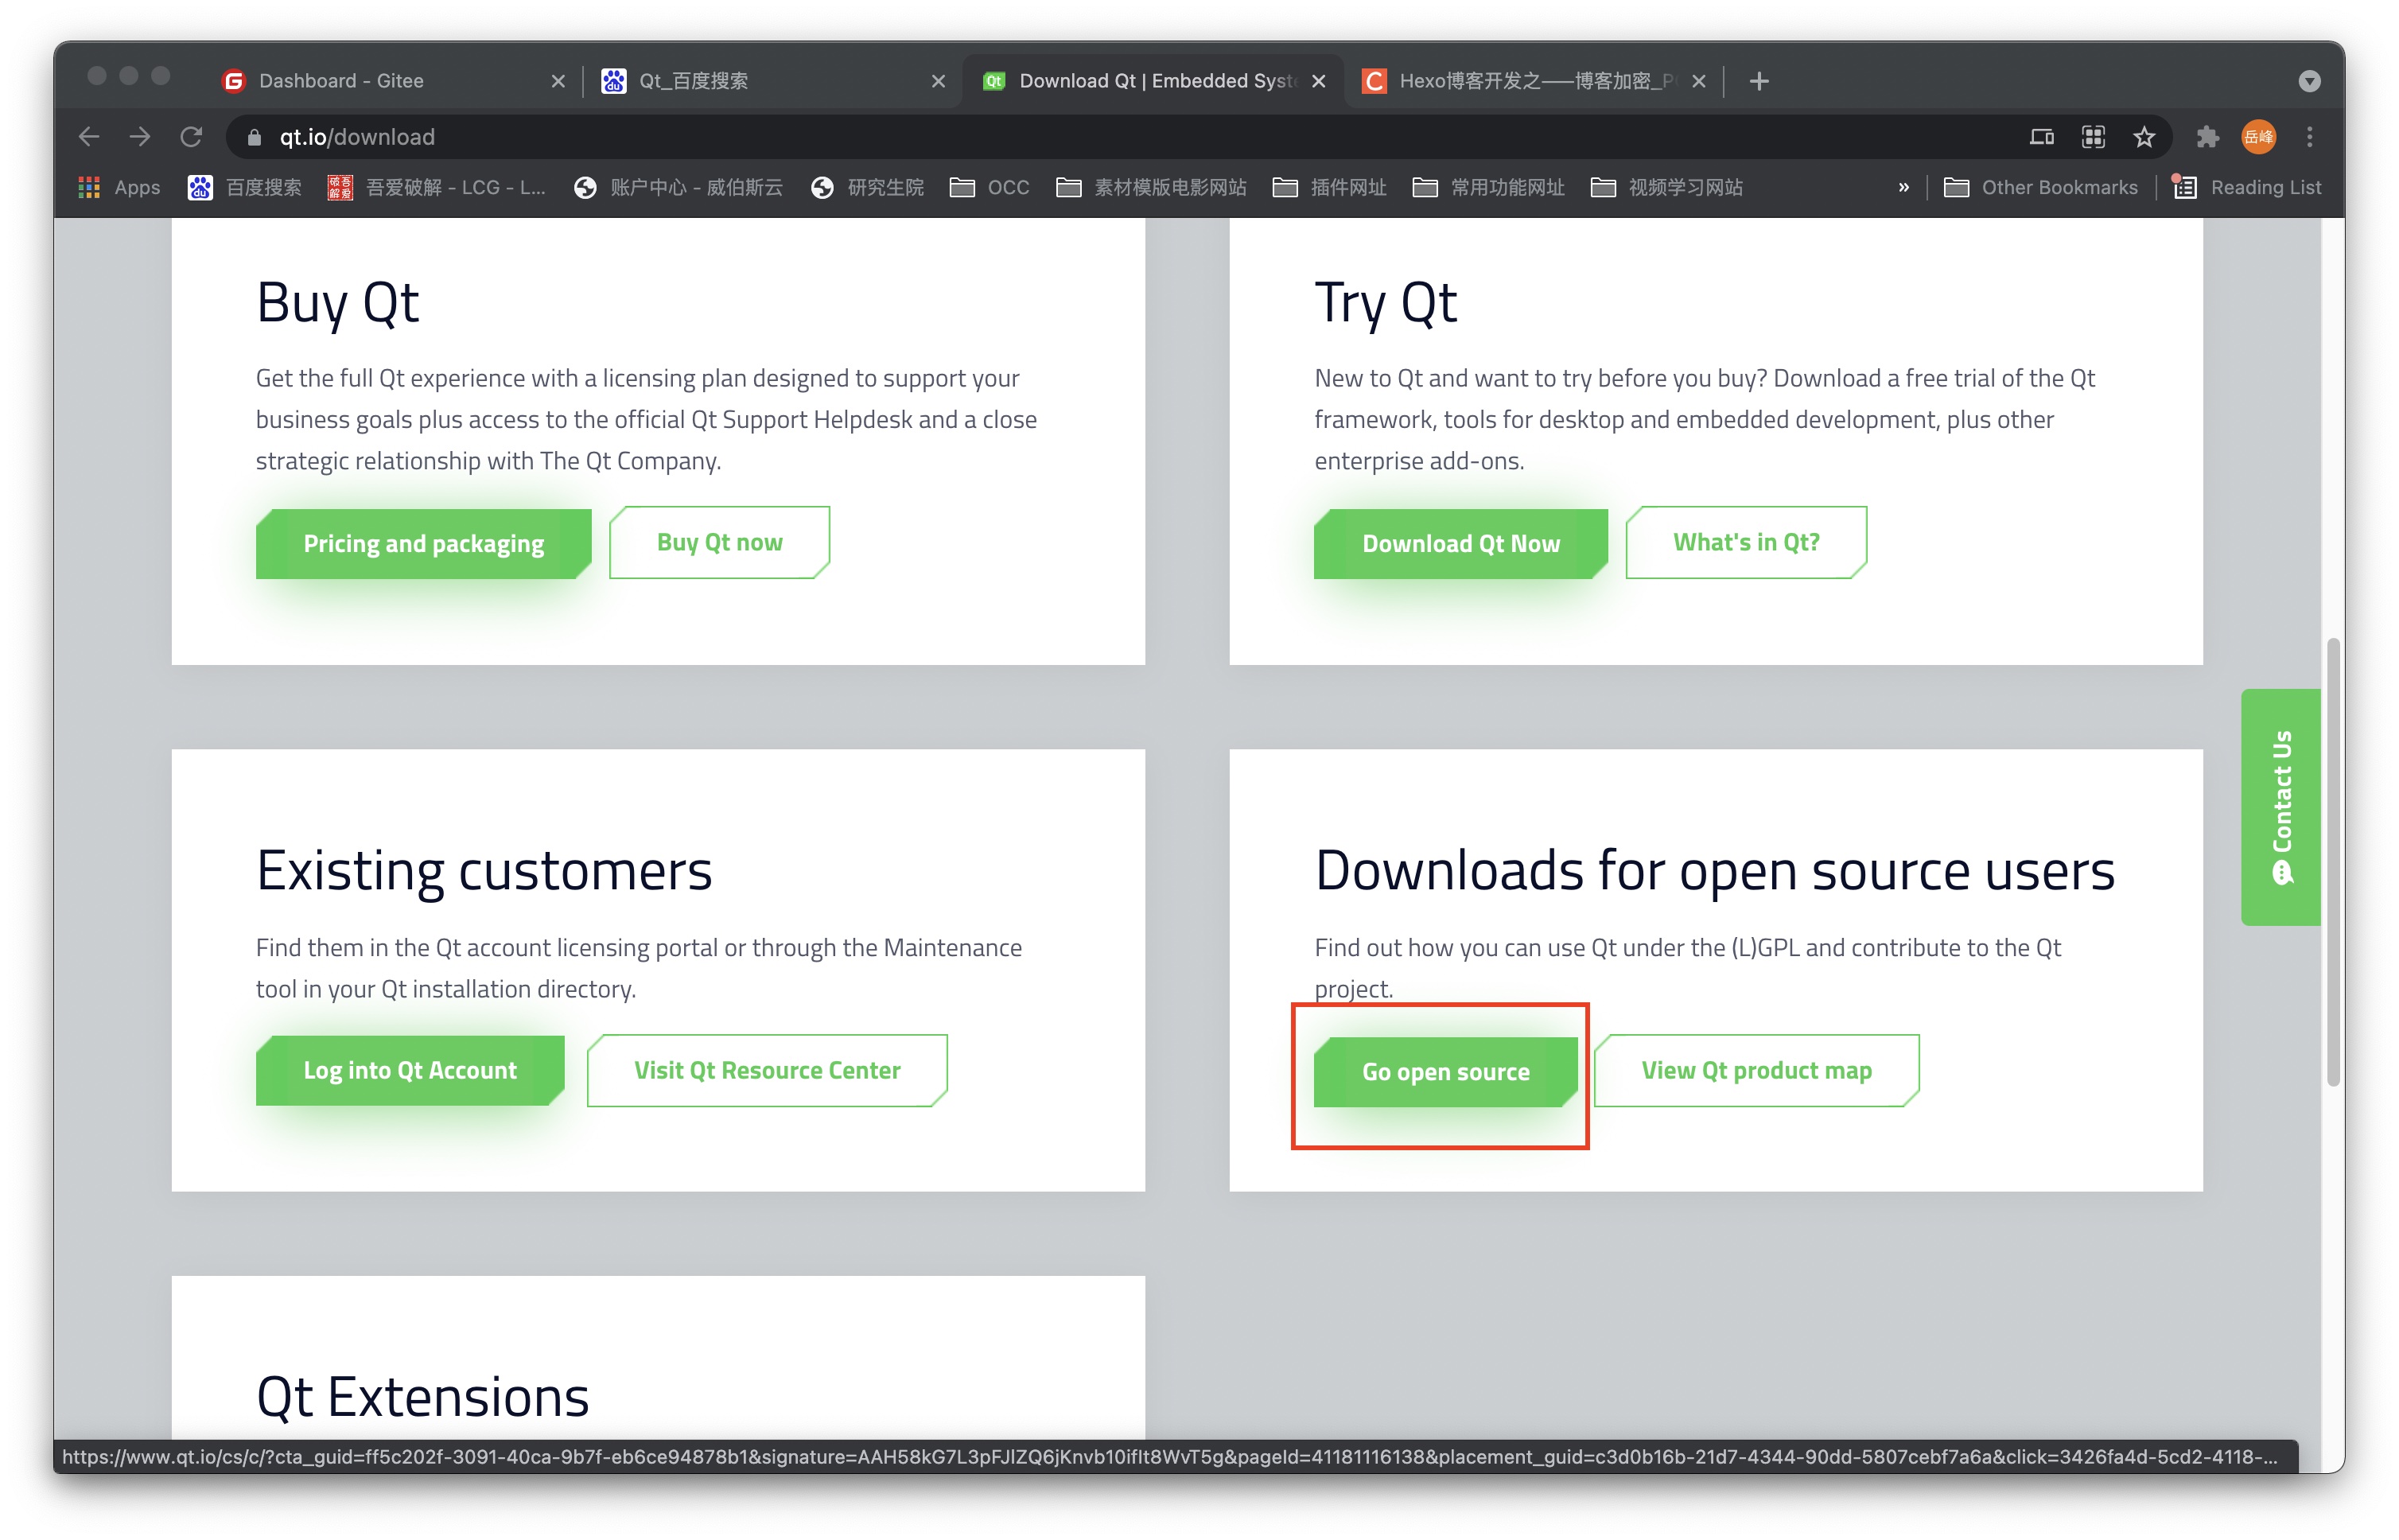 Dashboard - Gitee
Qt_百度搜索
Download Qt | Embedded Syst
Hexo博客开发之——博客加密_P
qt.io/download
岳峰
Apps
百度搜索
吾爱破解 - LCG - L...
账户中心 - 威伯斯云
研究生院
OCC
素材模版电影网站
插件网址
常用功能网址
视频学习网站
»
Other Bookmarks
Reading List
Buy Qt
Get the full Qt experience with a licensing plan designed to support your
business goals plus access to the official Qt Support Helpdesk and a close
strategic relationship with The Qt Company.
Pricing and packaging
Buy Qt now
Try Qt
New to Qt and want to try before you buy? Download a free trial of the Qt
framework, tools for desktop and embedded development, plus other
enterprise add-ons.
Download Qt Now
What's in Qt?
Existing customers
Find them in the Qt account licensing portal or through the Maintenance
tool in your Qt installation directory.
Log into Qt Account
Visit Qt Resource Center
Downloads for open source users
Find out how you can use Qt under the (L)GPL and contribute to the Qt
project.
Go open source
View Qt product map
Contact Us
Qt Extensions
https://www.qt.io/cs/c/?cta_guid=ff5c202f-3091-40ca-9b7f-eb6ce94878b1&signature=AAH58kG7L3pFJlZQ6jKnvb10ifIt8WvT5g&pageId=41181116138&placement_guid=c3d0b16b-21d7-4344-90dd-5807cebf7a6a&click=3426fa4d-5cd2-4118-...